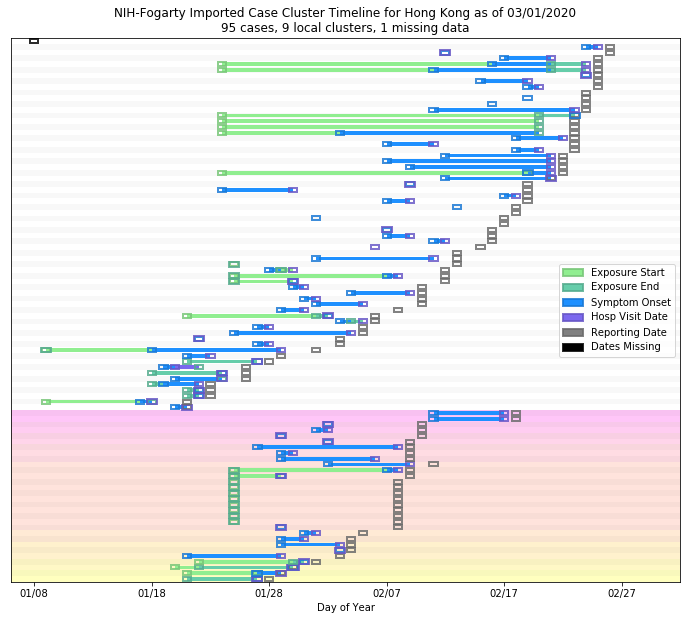 NIH-Fogarty Imported Case Cluster Timeline for Hong Kong as of 03/01/2020
95 cases, 9 local clusters, 1 missing data
Exposure Start
Exposure End
Symptom Onset
Hosp Visit Date
Reporting Date
Dates Missing
01/08 01/18 01/28 02/07 02/17 02/27
Day of Year